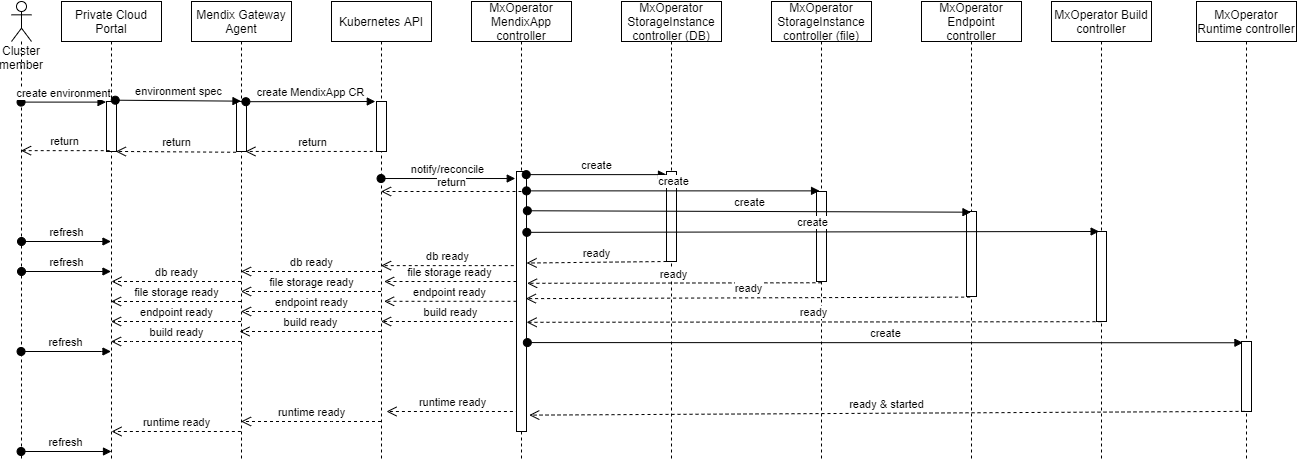 Cluster
member
Private Cloud
Portal
Mendix Gateway
Agent
Kubernetes API
MxOperator
MendixApp
controller
MxOperator
StorageInstance
controller (DB)
MxOperator
StorageInstance
controller (file)
MxOperator
Endpoint
controller
MxOperator Build
controller
MxOperator
Runtime controller
create environment
environment spec
create MendixApp CR
return
return
return
notify/reconcile
return
create
create
create
create
refresh
refresh
ready
db ready
db ready
db ready
ready
file storage ready
file storage ready
file storage ready
ready
endpoint ready
endpoint ready
endpoint ready
ready
build ready
build ready
build ready
create
refresh
ready & started
runtime ready
runtime ready
runtime ready
refresh